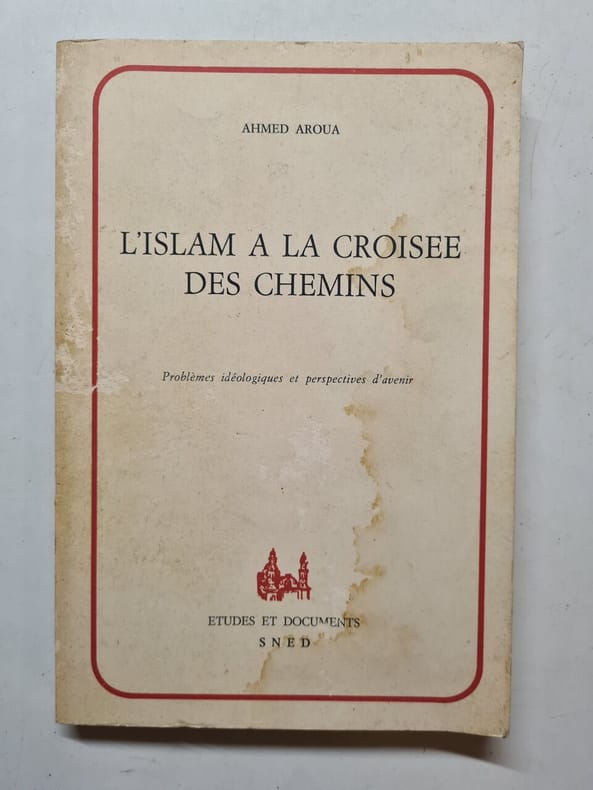 AHMED AROUA
L'ISLAM A LA CROISEE
DES CHEMINS
Problèmes idéologiques et perspectives d'avenir
ETUDES ET DOCUMENTS
SNED